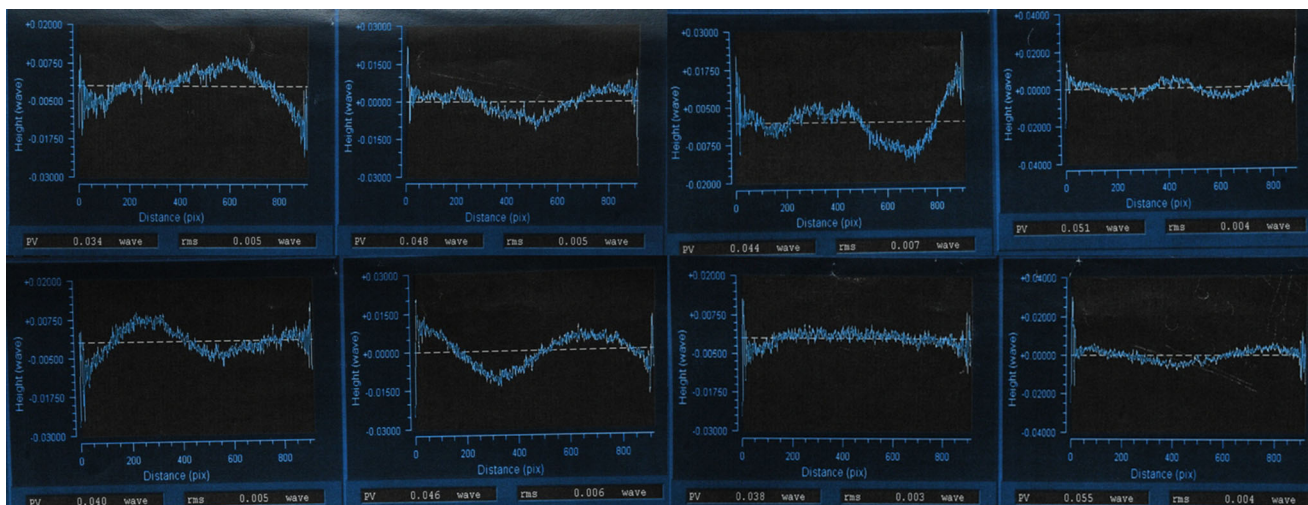 +0.02000
+0.00750
-0.00500
-0.01750
-0.03000
Height (wave)
0 200 400 600 800
Distance (pix)
PV 0.034 wave rms 0.005 wave
+0.03000
+0.01500
+0.00000
-0.01500
-0.03000
Height (wave)
0 200 400 600 800
Distance (pix)
PV 0.048 wave rms 0.005 wave
+0.03000
+0.01750
+0.00500
-0.00750
-0.02000
Height (wave)
0 200 400 600 800
Distance (pix)
PV 0.044 wave rms 0.007 wave
+0.04000
+0.02000
+0.00000
-0.02000
-0.04000
Height (wave)
0 200 400 600 800
Distance (pix)
PV 0.051 wave rms 0.004 wave
+0.02000
+0.00750
-0.00500
-0.01750
-0.03000
Height (wave)
0 200 400 600 800
Distance (pix)
PV 0.040 wave rms 0.005 wave
+0.03000
+0.01500
+0.00000
-0.01500
-0.03000
Height (wave)
0 200 400 600 800
Distance (pix)
PV 0.046 wave rms 0.006 wave
+0.02000
+0.00750
-0.00500
-0.01750
-0.03000
Height (wave)
0 200 400 600 800
Distance (pix)
PV 0.038 wave rms 0.003 wave
+0.04000
+0.02000
+0.00000
-0.02000
-0.04000
Height (wave)
0 200 400 600 800
Distance (pix)
PV 0.055 wave rms 0.004 wave